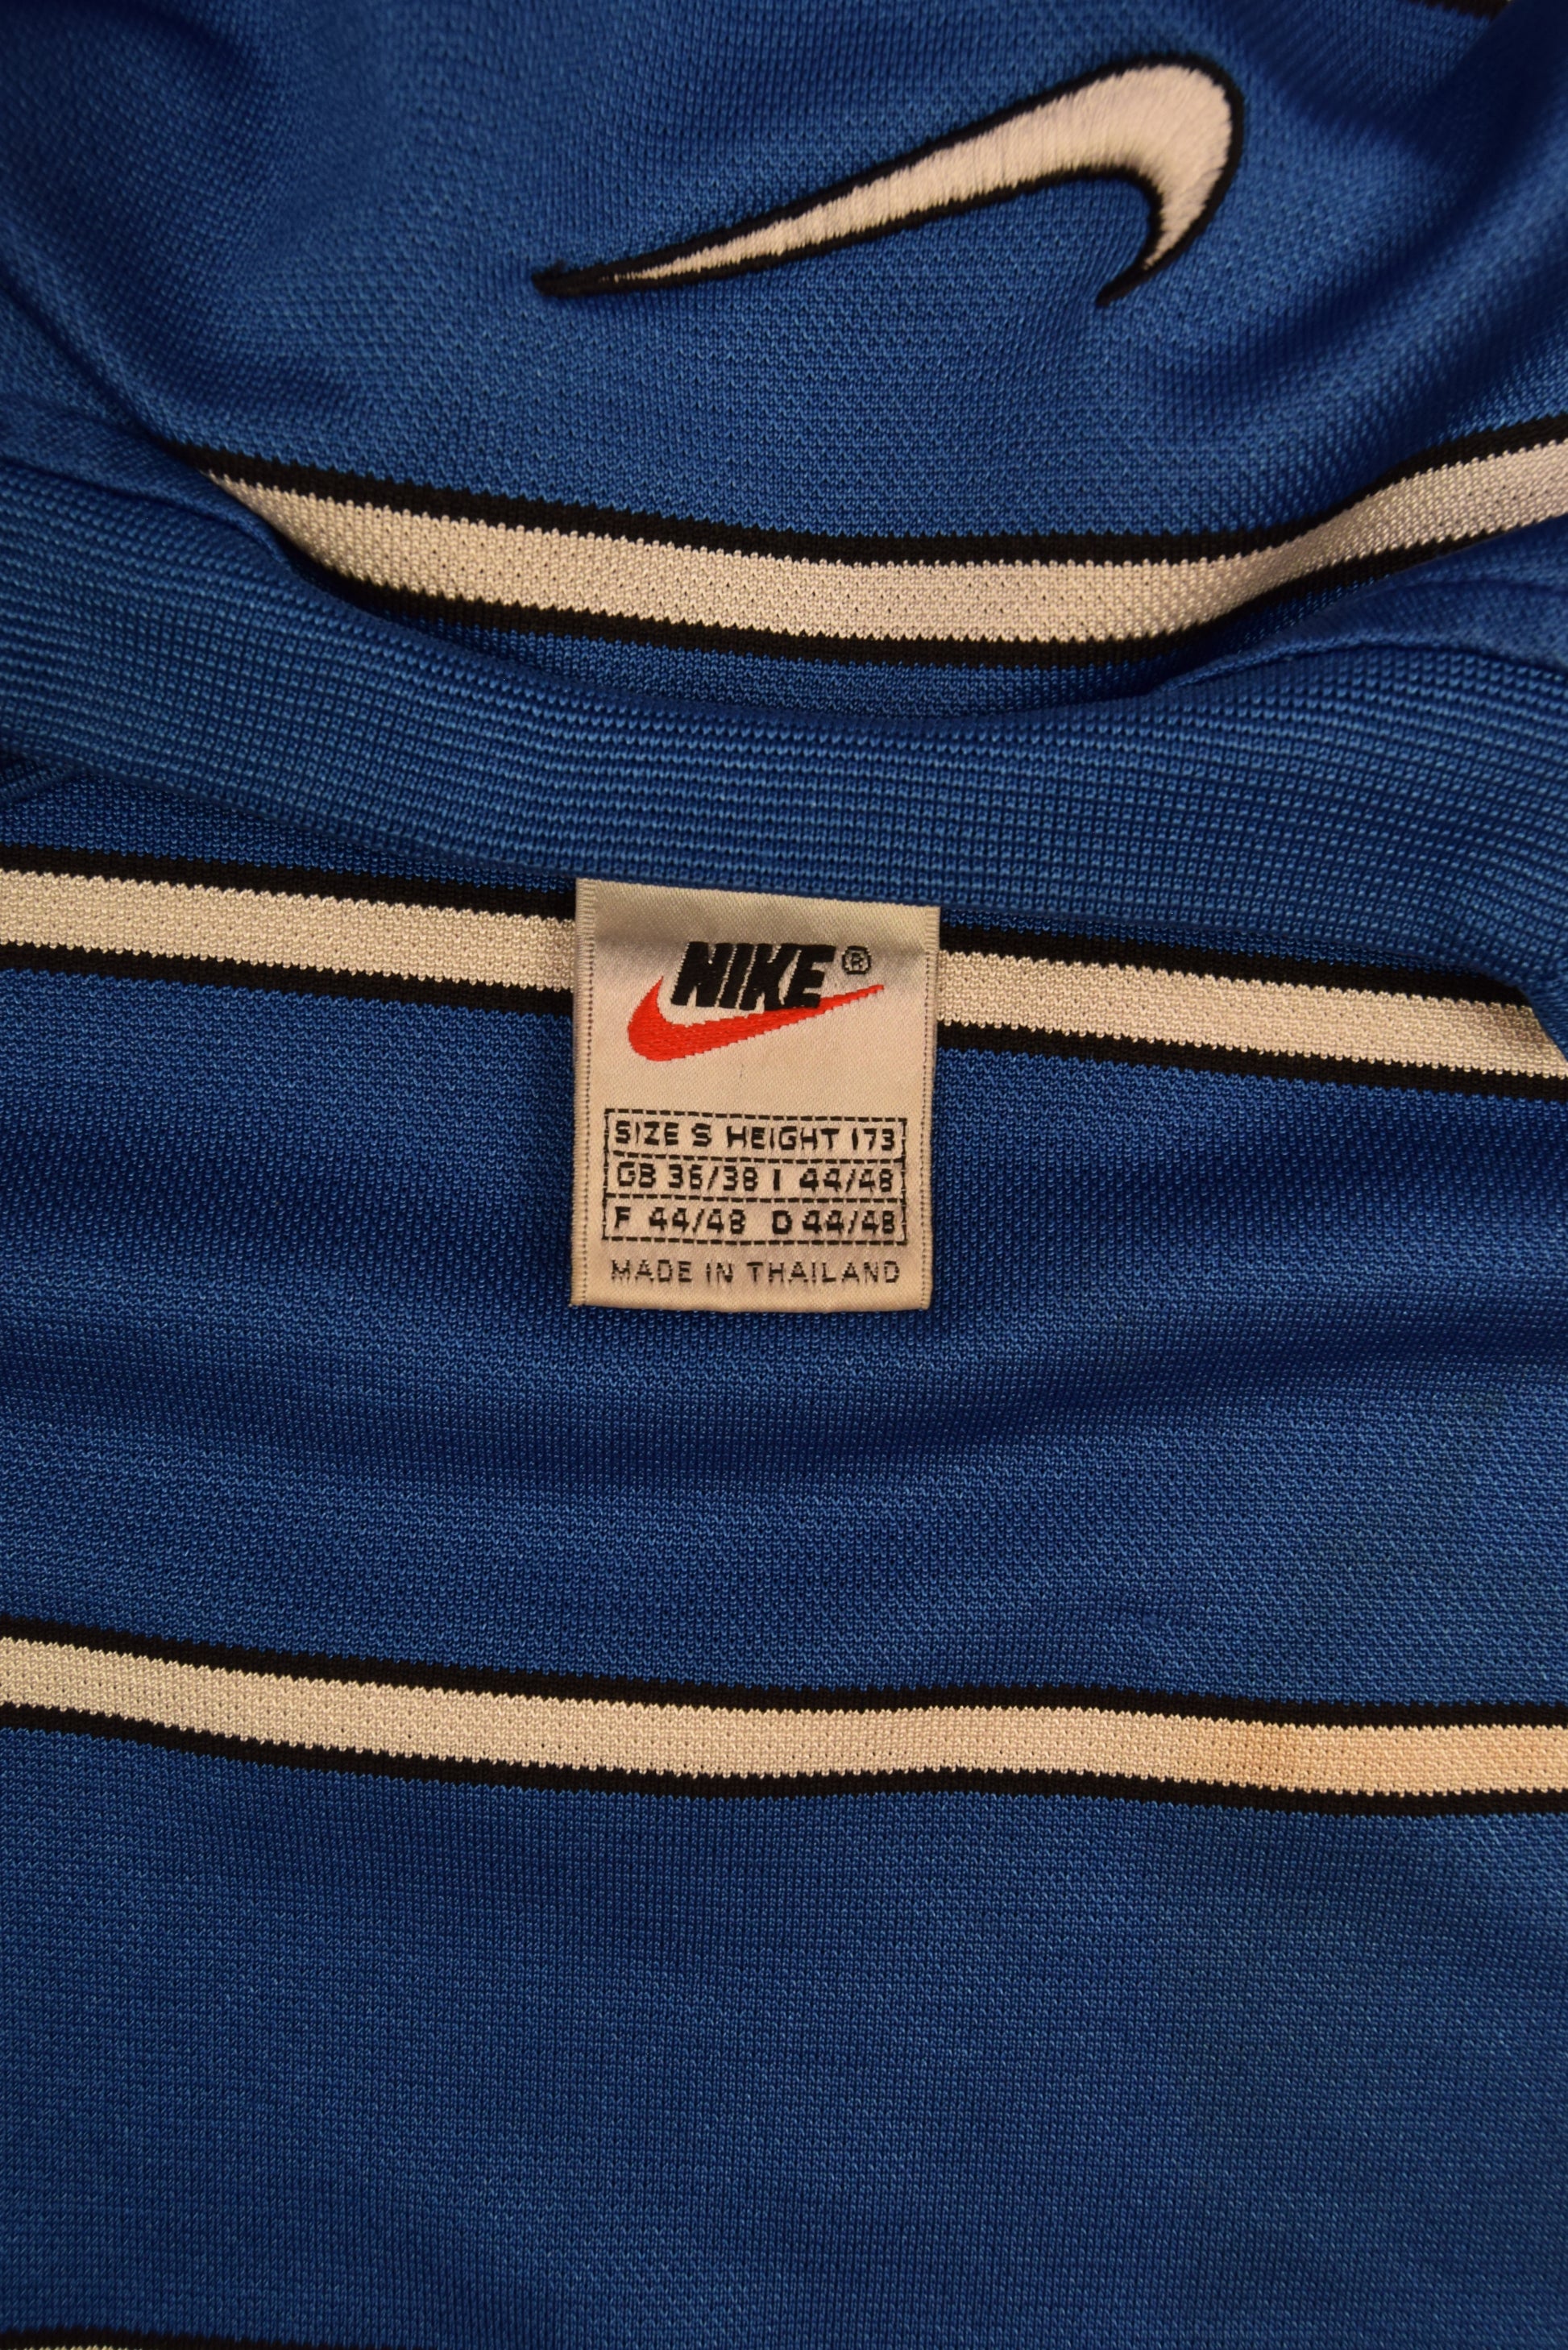 NIKE®
SIZE S HEIGHT 173
GB 36/38 I 44/48
F 44/48 D 44/48
MADE IN THAILAND